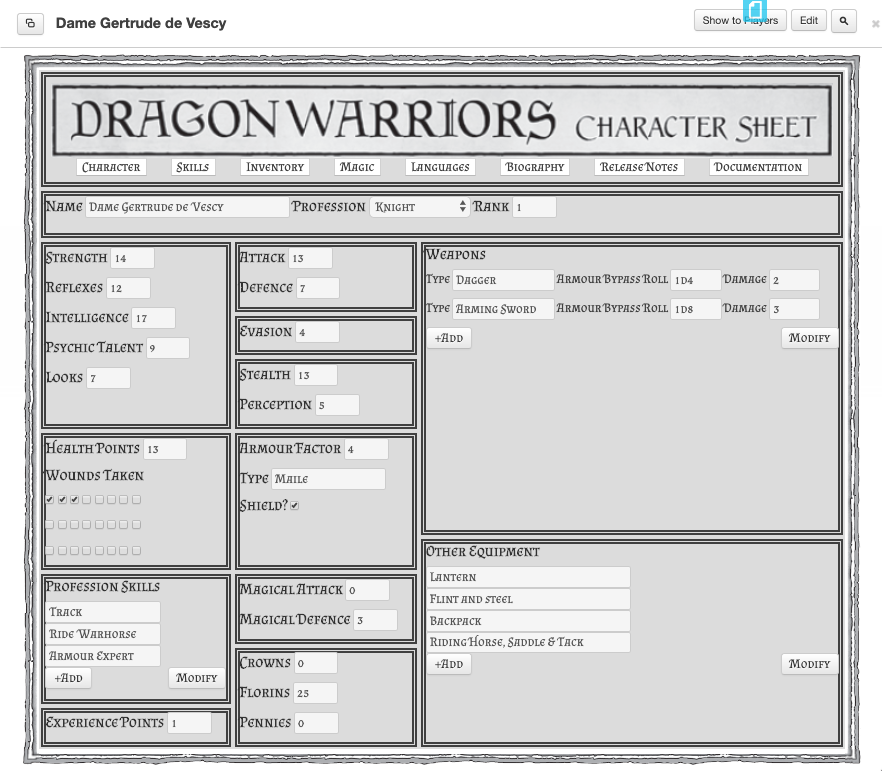 Dame Gertrude de Vescy
Show to Players Edit
DRAGON WARRIORS CHARACTER SHEET
CHARACTER SKILLS INVENTORY MAGIC LANGUAGES BIOGRAPHY RELEASE NOTES DOCUMENTATION
NAME DAME GERTRUDE DE VESCY PROFESSION KNIGHT RANK 1
STRENGTH 14
REFLEXES 12
INTELLIGENCE 17
PSYCHIC TALENT 9
LOOKS 7
ATTACK 13
DEFENCE 7
EVASION 4
STEALTH 13
PERCEPTION 5
WEAPONS
TYPE DAGGER ARMOUR BYPASS ROLL 1D4 DAMAGE 2
TYPE ARMING SWORD ARMOUR BYPASS ROLL 1D8 DAMAGE 3
+ADD MODIFY
HEALTH POINTS 13
WOUNDS TAKEN
ARMOUR FACTOR 4
TYPE MAILE
SHIELD?
PROFESSION SKILLS
TRACK
RIDE WARHORSE
ARMOUR EXPERT
+ADD MODIFY
EXPERIENCE POINTS 1
MAGICAL ATTACK 0
MAGICAL DEFENCE 3
CROWNS 0
FLORINS 25
PENNIES 0
OTHER EQUIPMENT
LANTERN
FLINT AND STEEL
BACKPACK
RIDING HORSE, SADDLE & TACK
+ADD MODIFY